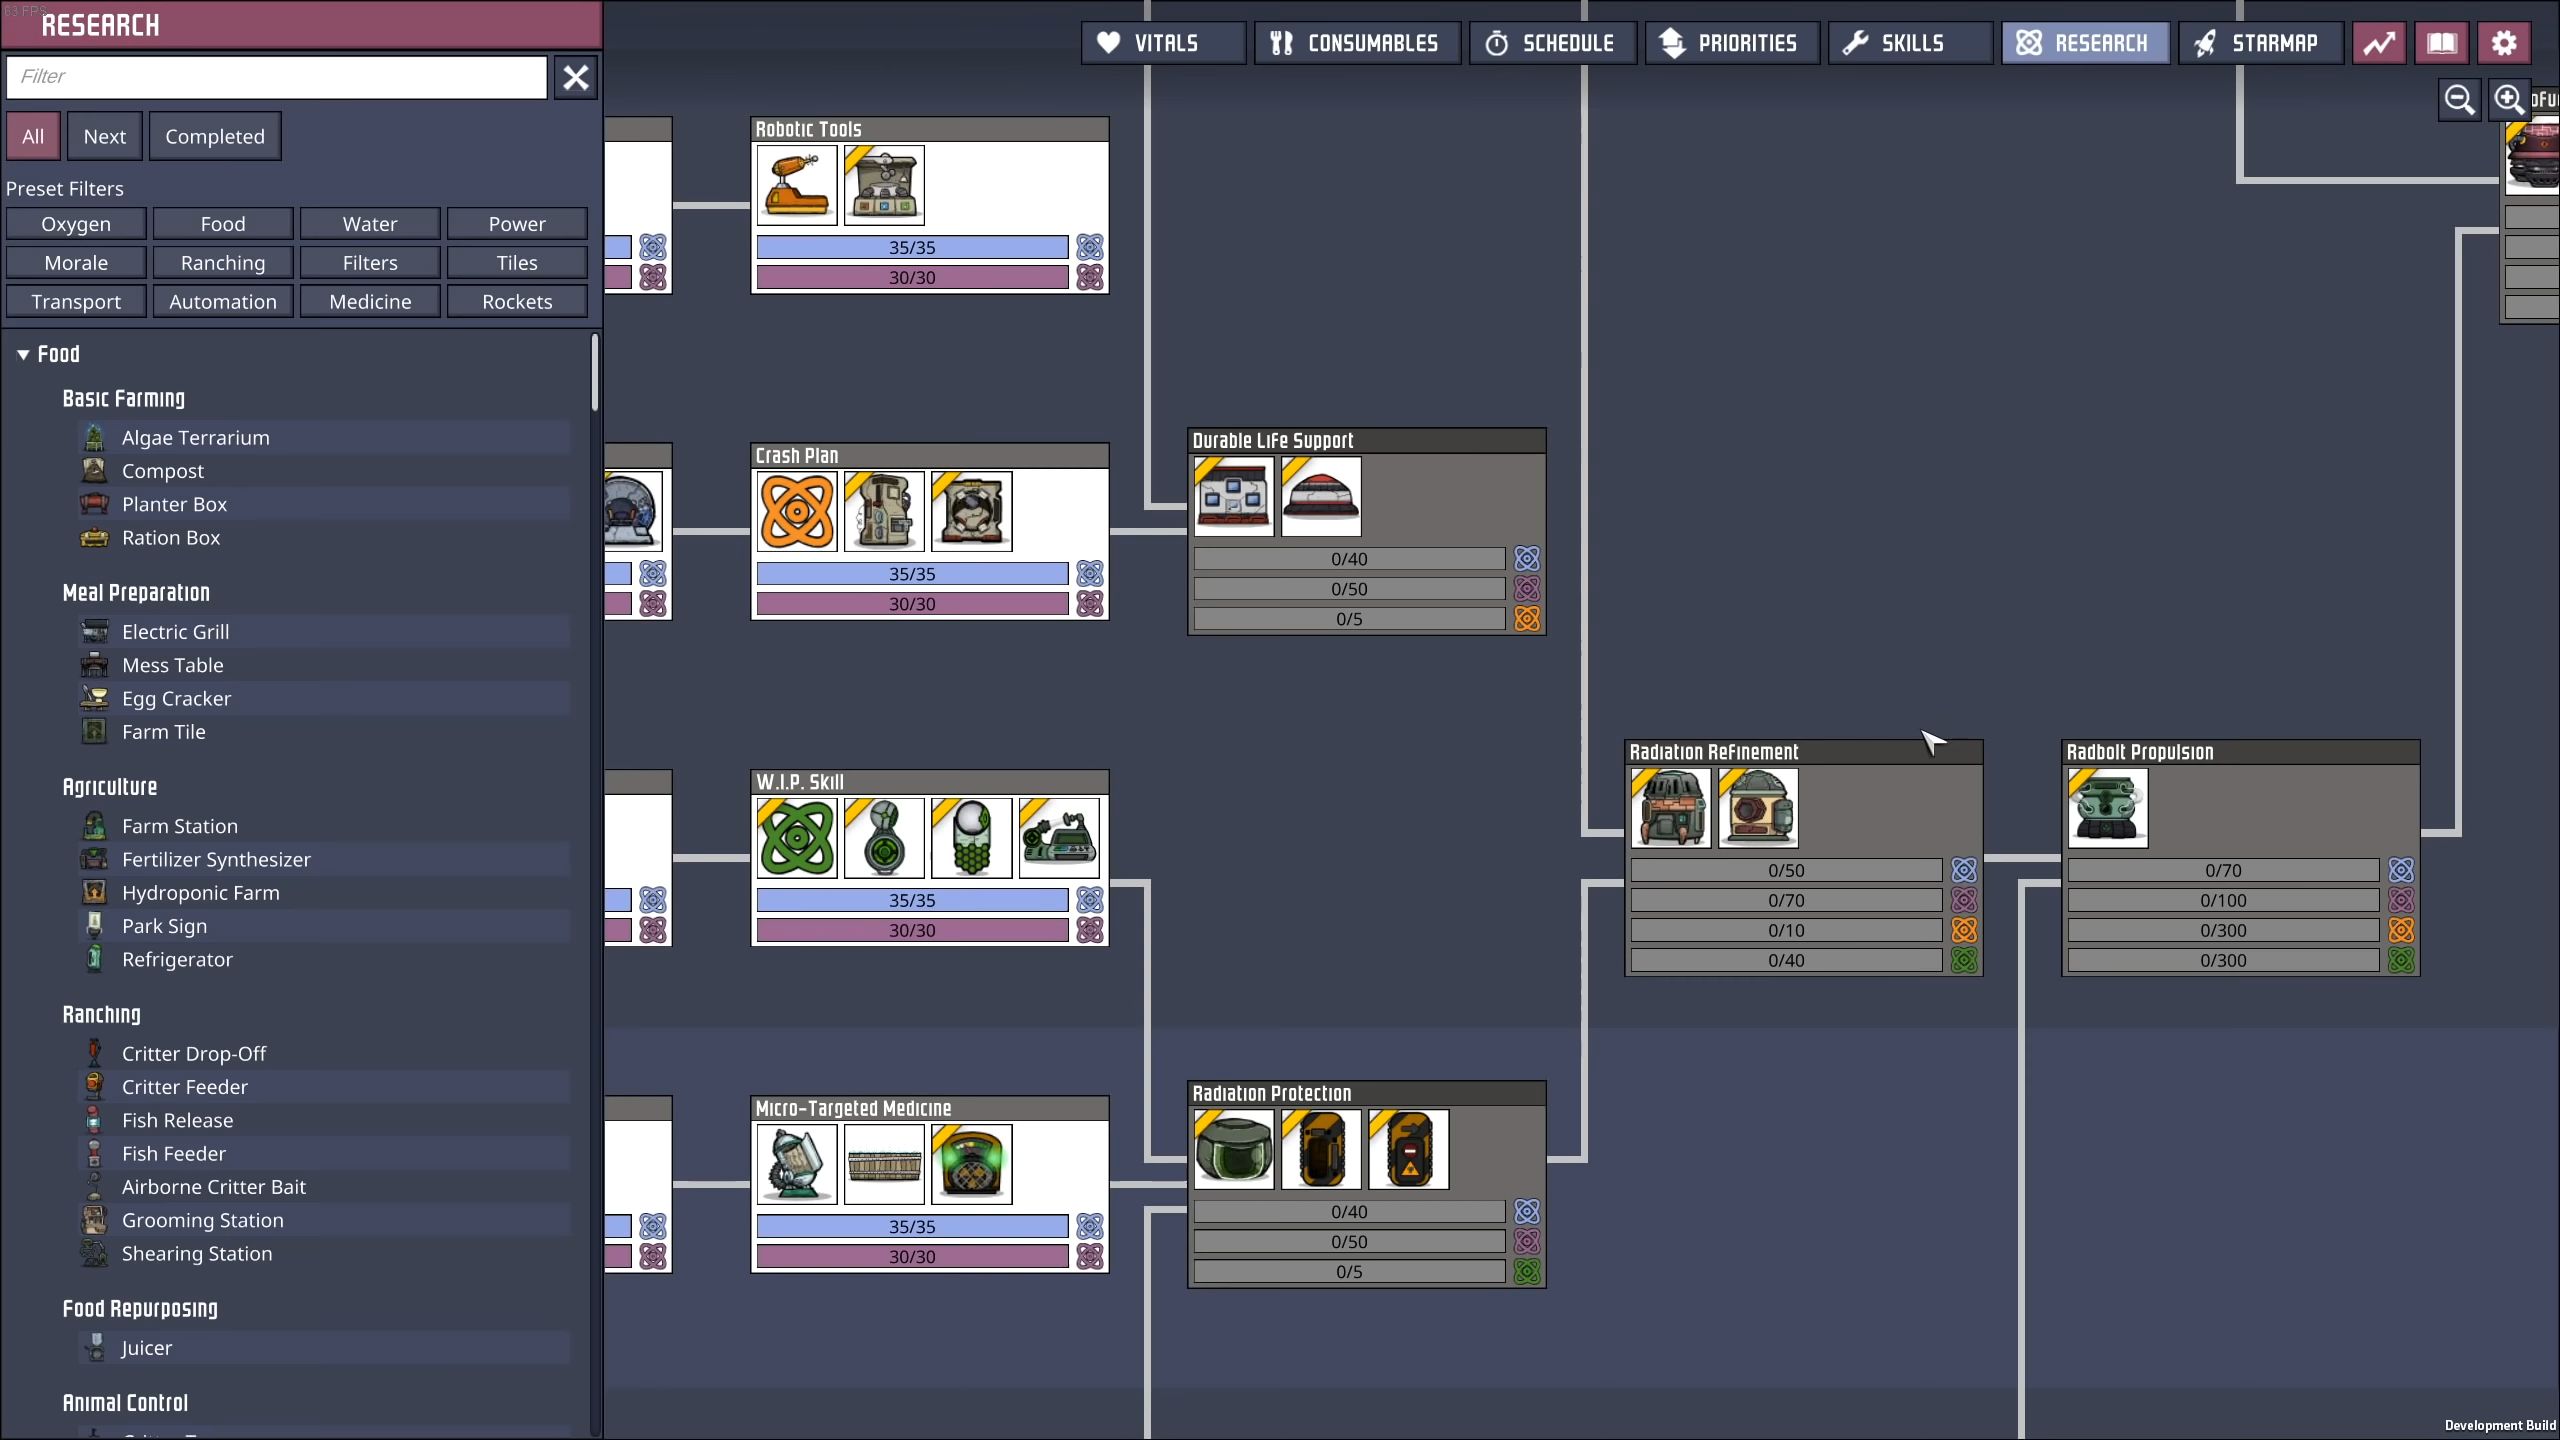 63 FPS
RESEARCH
VITALS
CONSUMABLES
SCHEDULE
PRIORITIES
SKILLS
RESEARCH
STARMAP
Filter
All
Next
Completed
Preset Filters
Oxygen
Food
Water
Power
Morale
Ranching
Filters
Tiles
Transport
Automation
Medicine
Rockets
Food
Basic Farming
Algae Terrarium
Compost
Planter Box
Ration Box
Meal Preparation
Electric Grill
Mess Table
Egg Cracker
Farm Tile
Agriculture
Farm Station
Fertilizer Synthesizer
Hydroponic Farm
Park Sign
Refrigerator
Ranching
Critter Drop-Off
Critter Feeder
Fish Release
Fish Feeder
Airborne Critter Bait
Grooming Station
Shearing Station
Food Repurposing
Juicer
Animal Control
Robotic Tools
35/35
30/30
Crash Plan
35/35
30/30
Durable Life Support
0/40
0/50
0/5
W.I.P. Skill
35/35
30/30
Radiation Refinement
0/50
0/70
0/10
0/40
Radbolt Propulsion
0/70
0/100
0/300
0/300
Micro-Targeted Medicine
35/35
30/30
Radiation Protection
0/40
0/50
0/5
Development Build